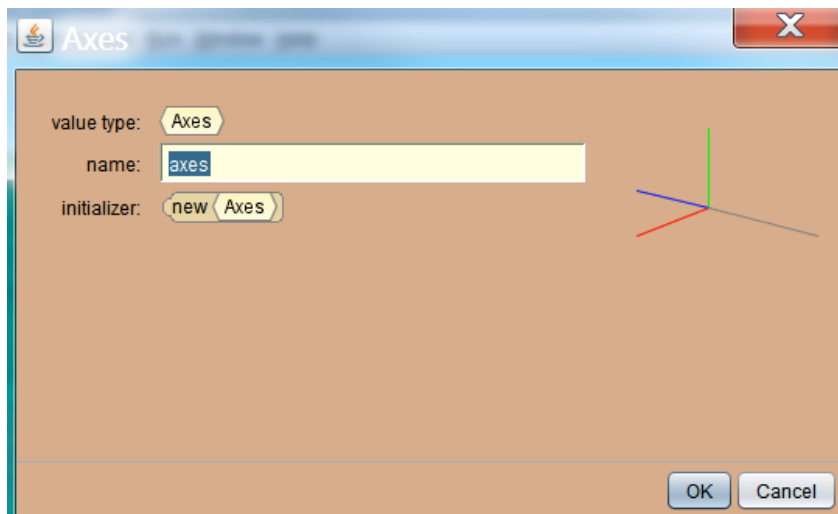 Axes
value type: Axes
name: axes
initializer: new Axes
OK Cancel